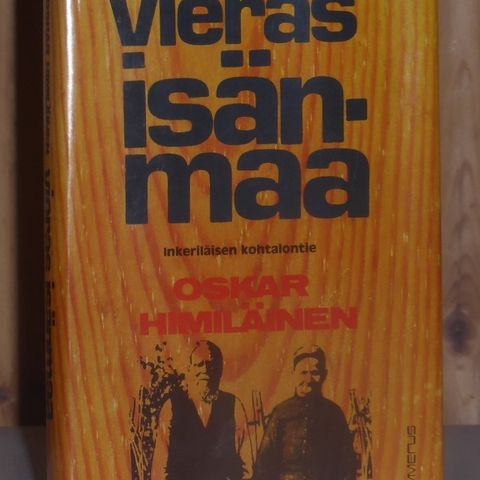 vieras
isän-
maa
Inkeriläisen kohtalontie
OSKAR
HIMILÄINEN